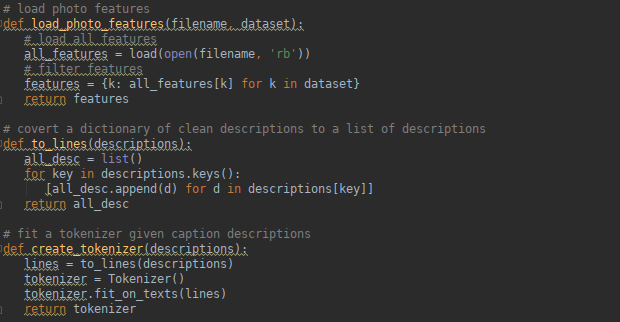 # load photo features
def load_photo_features(filename, dataset):
    # load all features
    all_features = load(open(filename, 'rb'))
    # filter features
    features = {k: all_features[k] for k in dataset}
    return features

# covert a dictionary of clean descriptions to a list of descriptions
def to_lines(descriptions):
    all_desc = list()
    for key in descriptions.keys():
        [all_desc.append(d) for d in descriptions[key]]
    return all_desc

# fit a tokenizer given caption descriptions
def create_tokenizer(descriptions):
    lines = to_lines(descriptions)
    tokenizer = Tokenizer()
    tokenizer.fit_on_texts(lines)
    return tokenizer